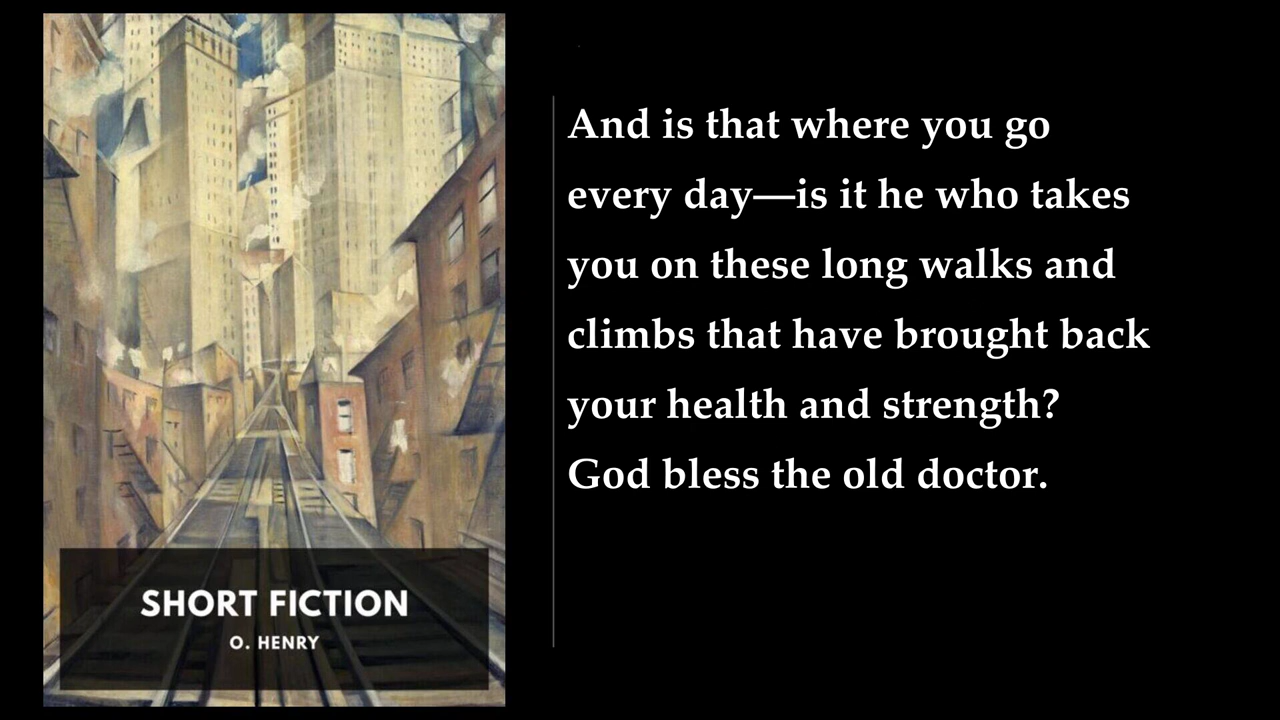 SHORT FICTION
O. HENRY
And is that where you go
every day—is it he who takes
you on these long walks and
climbs that have brought back
your health and strength?
God bless the old doctor.